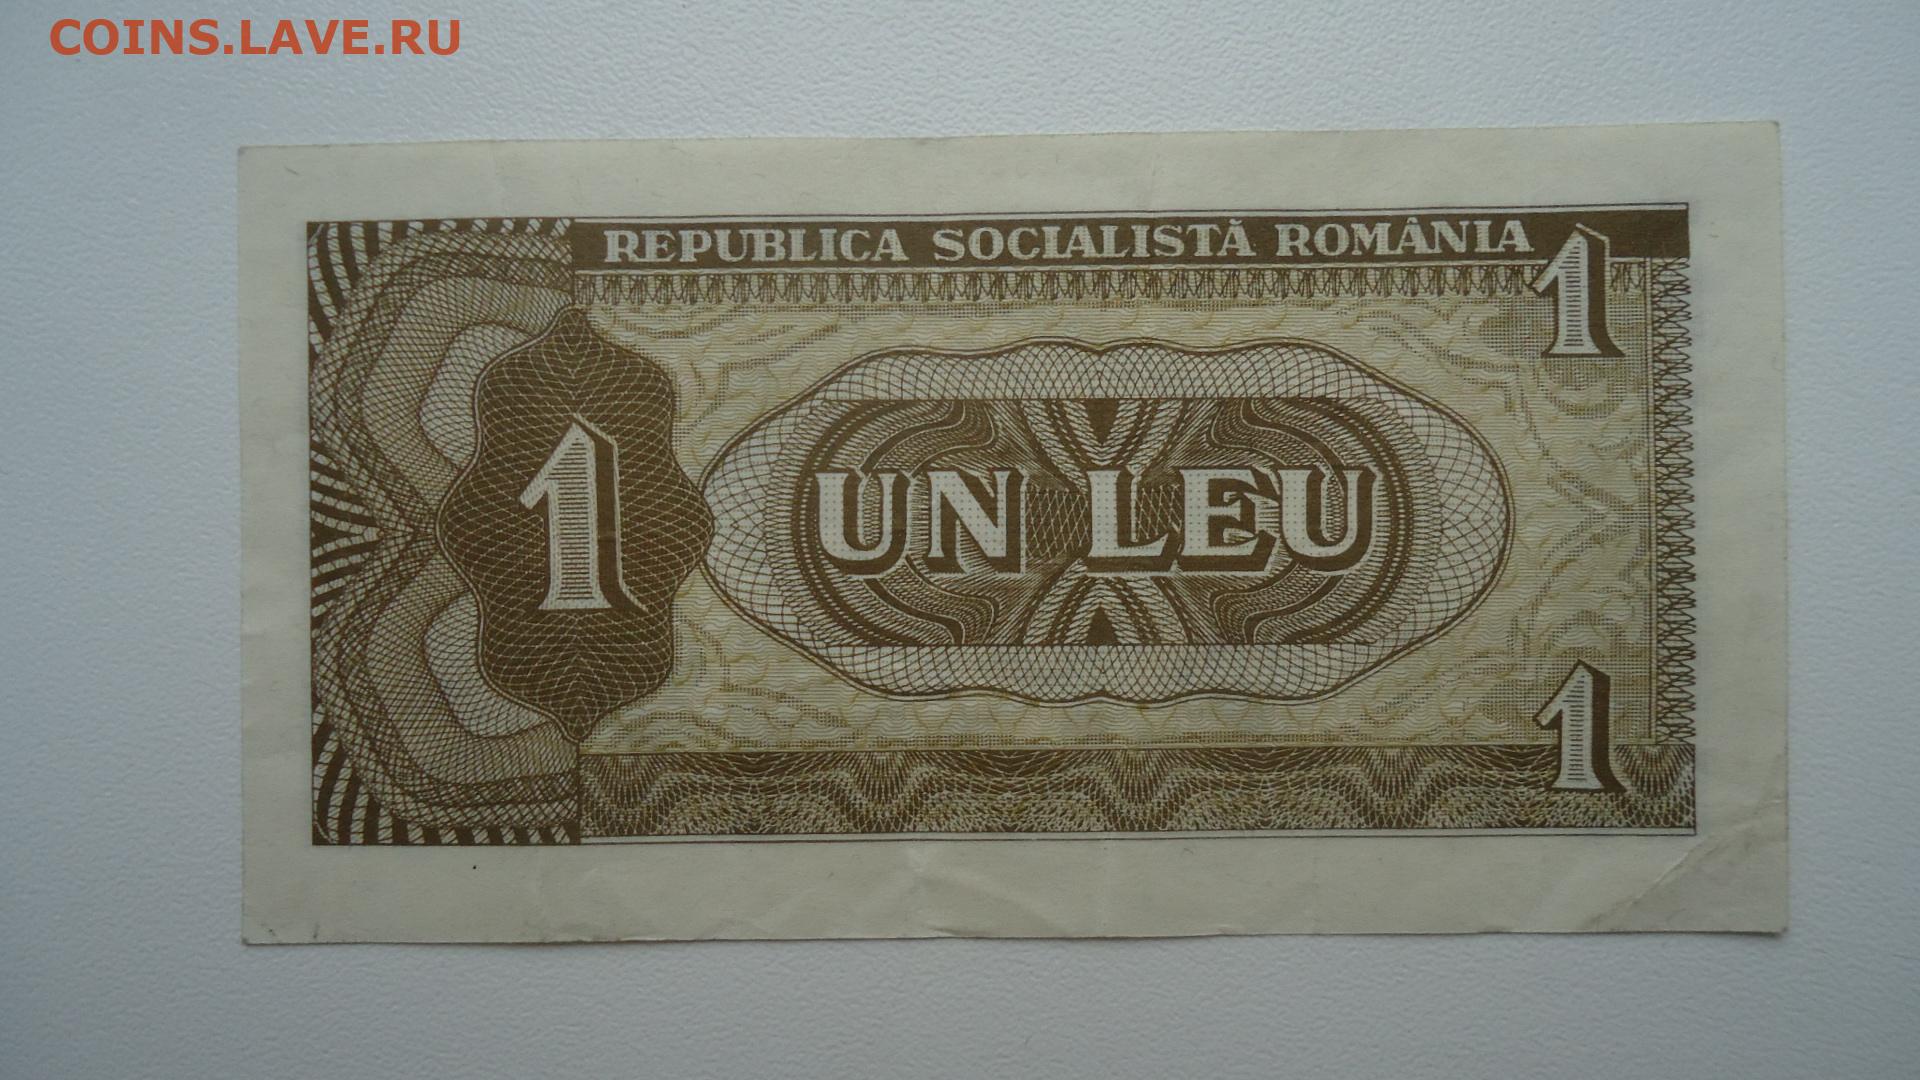 COINS.LAVE.RU
REPUBLICA SOCIALISTĂ ROMÂNIA
1
1
UN LEU
1